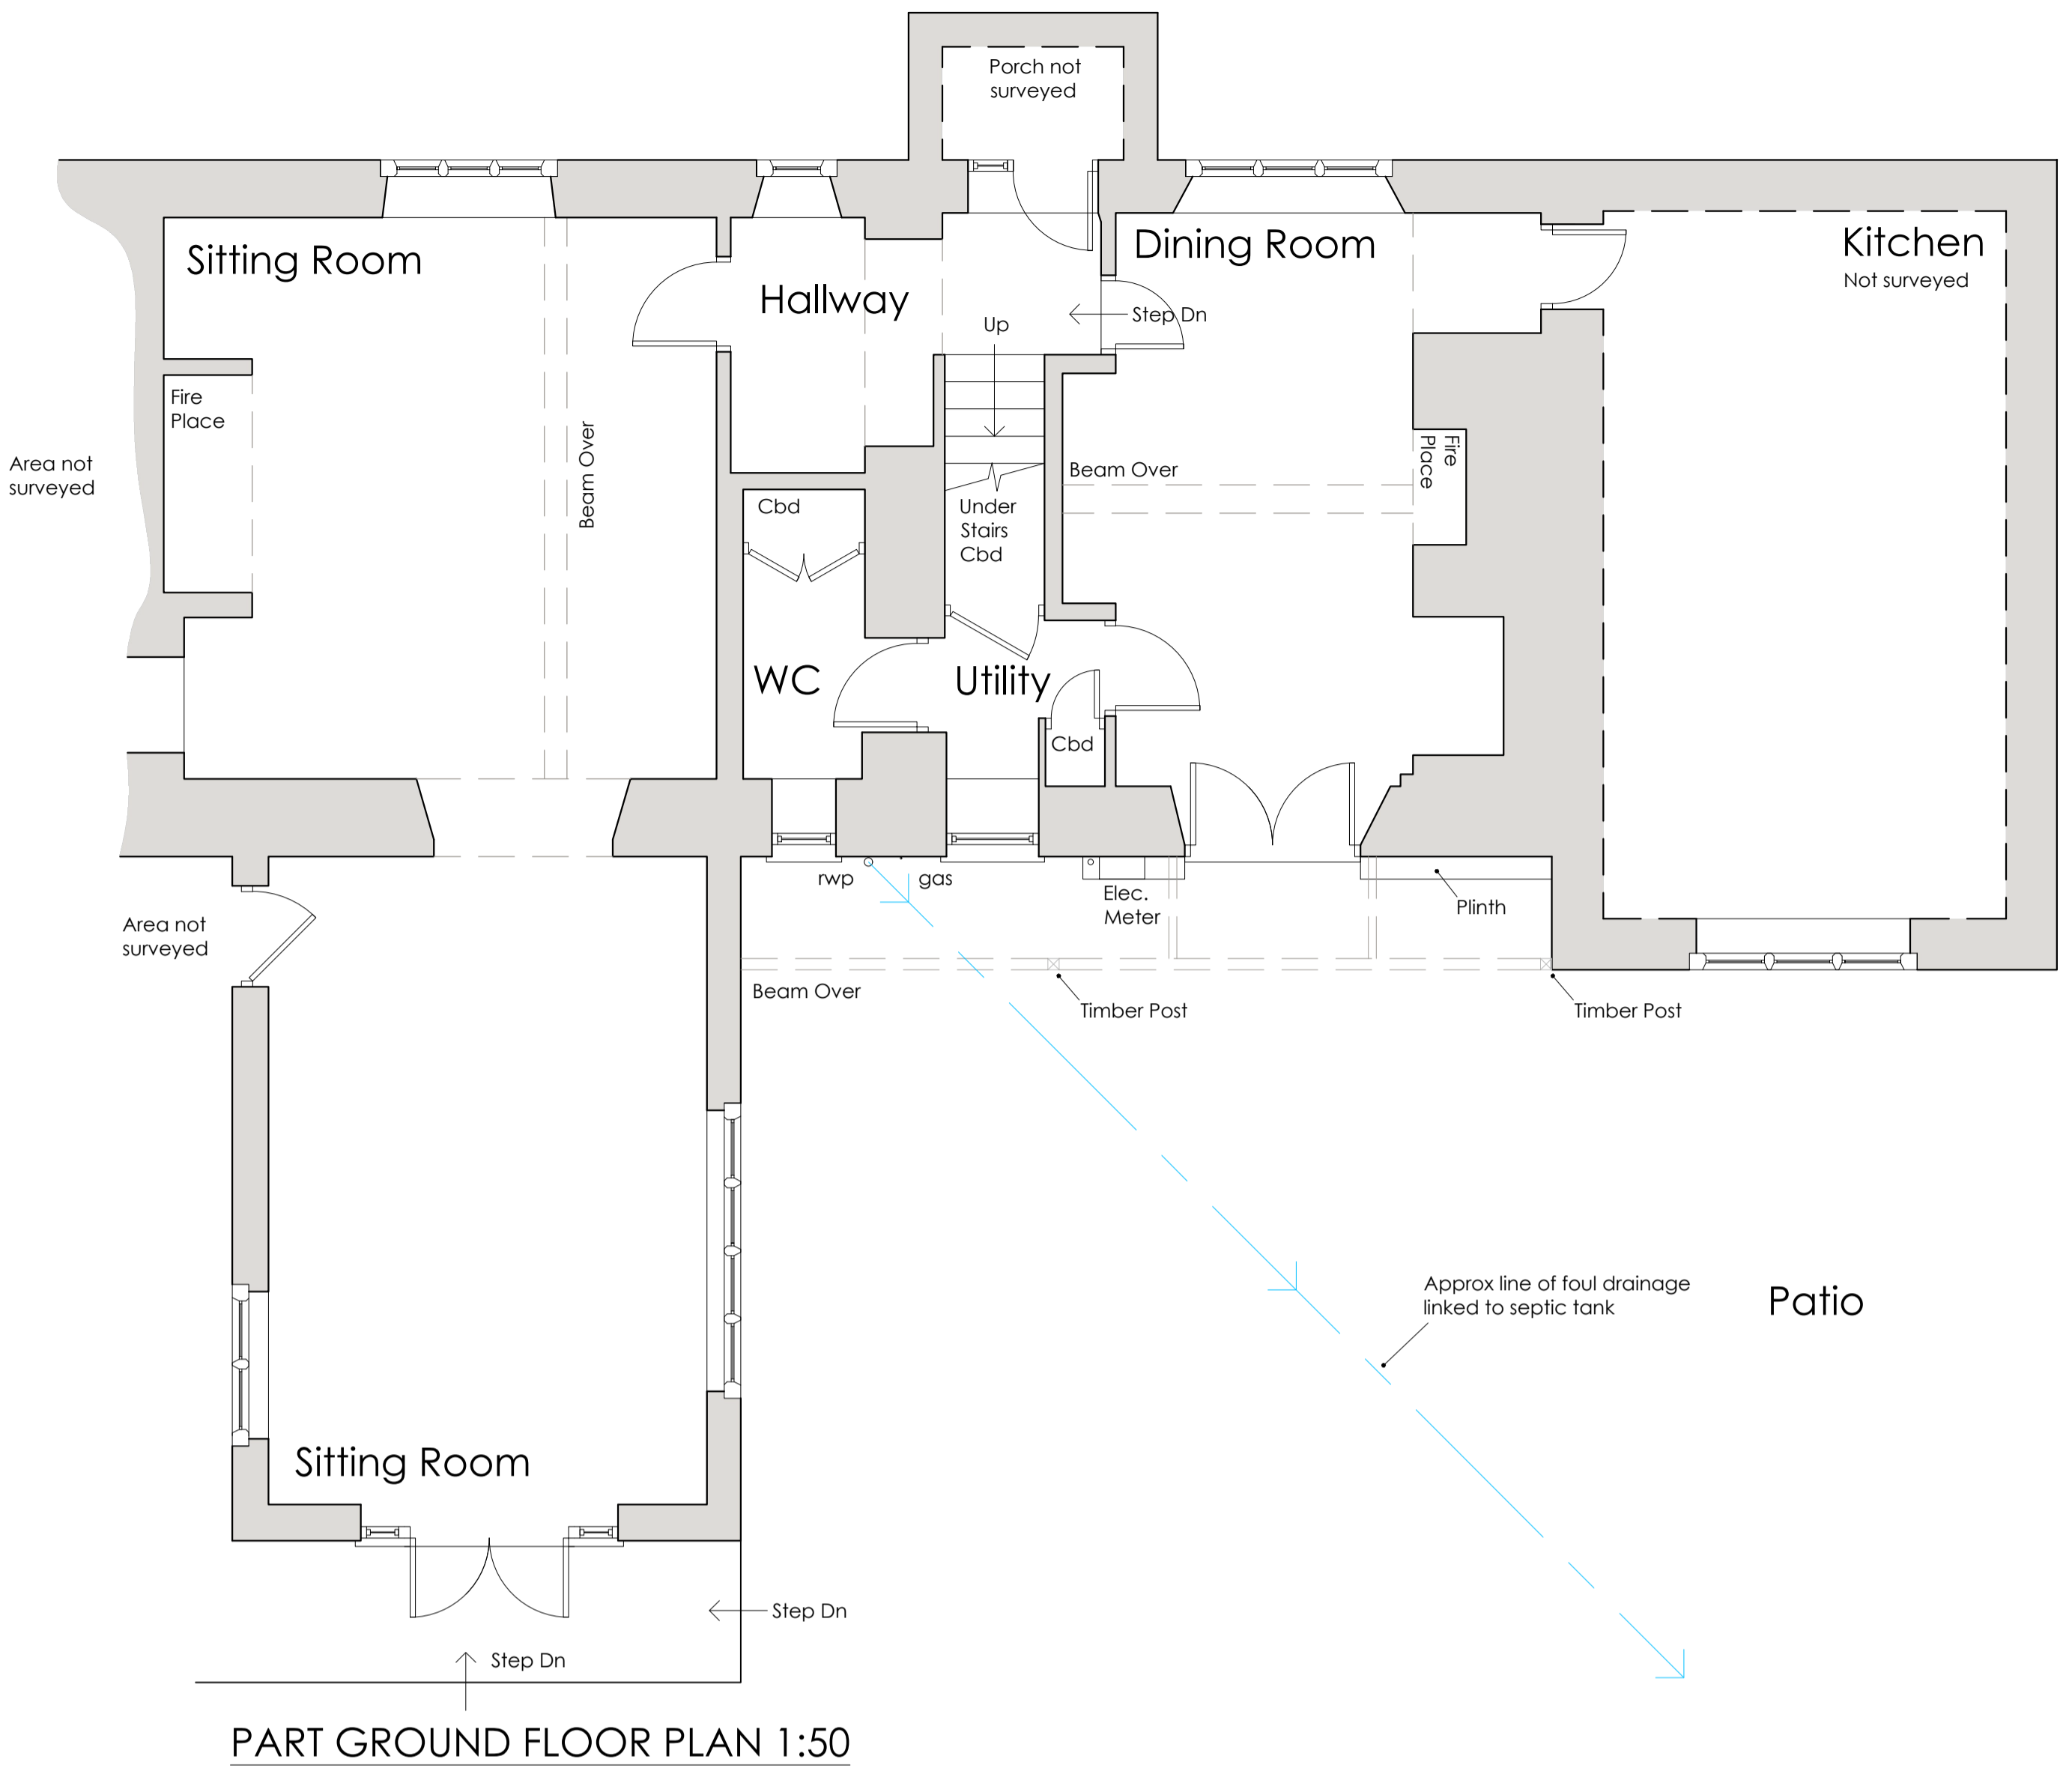 Porch not
surveyed
Sitting Room
Hallway
Dining Room
Kitchen
Not surveyed
Step Dn
Up
Fire
Place
Beam Over
Area not
surveyed
Beam Over
Fire
Place
Cbd
Under
Stairs
Cbd
WC
Utility
Cbd
rwp
gas
Elec.
Meter
Plinth
Area not
surveyed
Beam Over
Timber Post
Timber Post
Approx line of foul drainage
linked to septic tank
Patio
Sitting Room
Step Dn
Step Dn
PART GROUND FLOOR PLAN 1:50